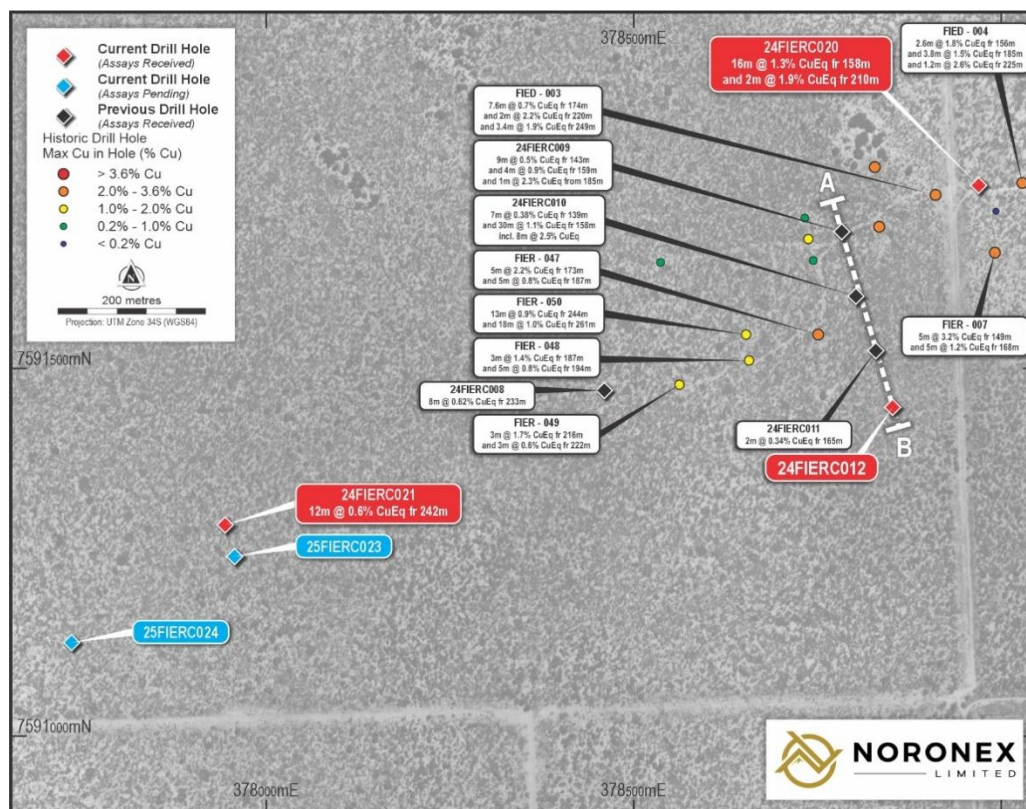 Current Drill Hole
(Assays Received)
Current Drill Hole
(Assays Pending)
Previous Drill Hole
(Assays Received)
Historic Drill Hole
Max Cu in Hole (% Cu)
> 3.6% Cu
2.0% - 3.6% Cu
1.0% - 2.0% Cu
0.2% - 1.0% Cu
< 0.2% Cu
N
200 metres
Projection: UTM Zone 34S (WGS84)
378500mE
24FIERC020
16m @ 1.3% CuEq fr 158m
and 2m @ 1.9% CuEq fr 210m
FIED - 004
2.6m @ 1.8% CuEq fr 156m
and 3.8m @ 1.5% CuEq fr 185m
and 1.2m @ 2.6% CuEq fr 225m
FIED - 003
7.6m @ 0.7% CuEq fr 174m
and 2m @ 2.2% CuEq fr 220m
and 3.4m @ 1.9% CuEq fr 249m
24FIERC009
9m @ 0.5% CuEq fr 143m
and 4m @ 0.9% CuEq fr 159m
and 1m @ 2.3% CuEq from 185m
24FIERC010
7m @ 0.38% CuEq fr 139m
and 30m @ 1.1% CuEq fr 158m
incl. 8m @ 2.5% CuEq
FIER - 047
5m @ 2.2% CuEq fr 173m
and 5m @ 0.8% CuEq fr 187m
FIER - 050
13m @ 0.9% CuEq fr 244m
and 18m @ 1.0% CuEq fr 261m
FIER - 048
3m @ 1.4% CuEq fr 187m
and 5m @ 0.8% CuEq fr 194m
24FIERC008
8m @ 0.62% CuEq fr 233m
FIER - 049
3m @ 1.7% CuEq fr 216m
and 3m @ 0.6% CuEq fr 222m
A
FIER - 007
5m @ 3.2% CuEq fr 149m
and 5m @ 1.2% CuEq fr 168m
7591500mN
24FIERC011
2m @ 0.34% CuEq fr 165m
B
24FIERC012
24FIERC021
12m @ 0.6% CuEq fr 242m
25FIERC023
25FIERC024
7591000mN
378000mE
378500mE
NORONEX
LIMITED